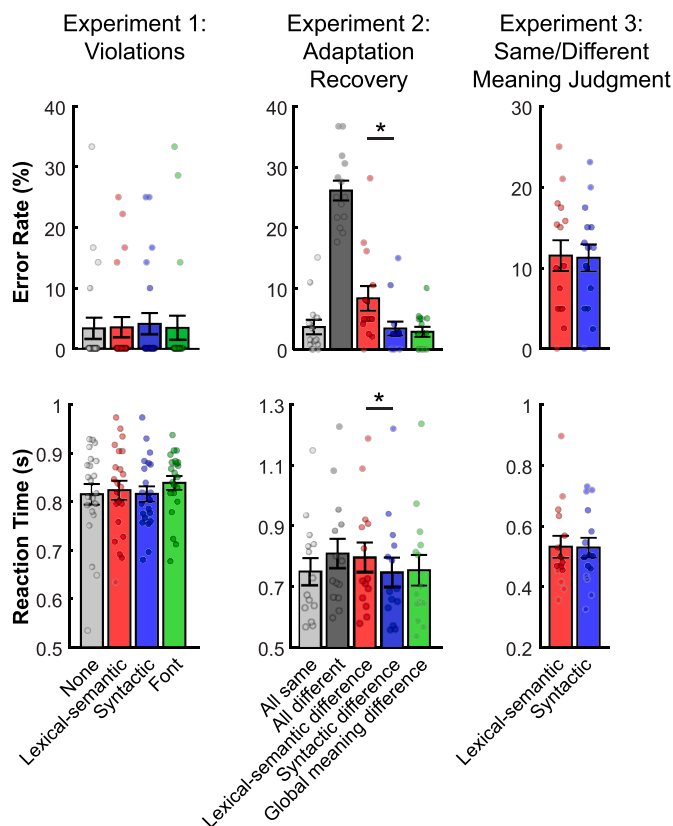 Experiment 1:
Violations
Experiment 2:
Adaptation
Recovery
Experiment 3:
Same/Different
Meaning Judgment
Error Rate (%)
40
30
20
10
0
40
30
20
10
0
*
30
20
10
0
Reaction Time (s)
1
0.9
0.8
0.7
0.6
0.5
1.3
1.1
0.9
0.7
0.5
*
1
0.8
0.6
0.4
0.2
None
Lexical-semantic
Syntactic
Font
All same
All different
Lexical-semantic difference
Syntactic difference
Global meaning difference
Lexical-semantic
Syntactic